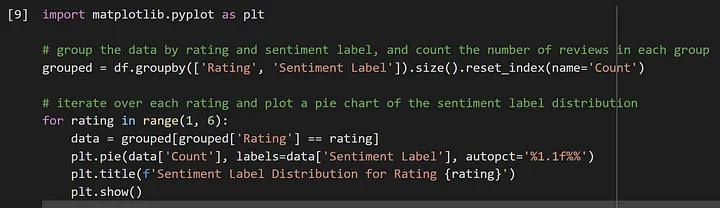 [9] import matplotlib.pyplot as plt
# group the data by rating and sentiment label, and count the number of reviews in each group
grouped = df.groupby(['Rating', 'Sentiment Label']).size().reset_index(name='Count')
# iterate over each rating and plot a pie chart of the sentiment label distribution
for rating in range(1, 6):
    data = grouped[grouped['Rating'] == rating]
    plt.pie(data['Count'], labels=data['Sentiment Label'], autopct='%1.1f%%')
    plt.title(f'Sentiment Label Distribution for Rating {rating}')
    plt.show()